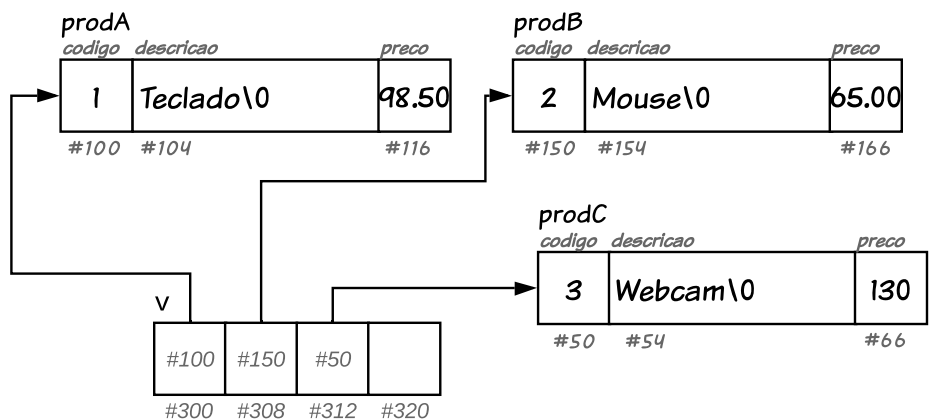 prodA
codigo descricao preco
1 Teclado\0 98.50
#100 #104 #116
prodB
codigo descricao preco
2 Mouse\0 65.00
#150 #154 #166
prodC
codigo descricao preco
3 Webcam\0 130
#50 #54 #66
v
#100 #150 #50
#300 #308 #312 #320